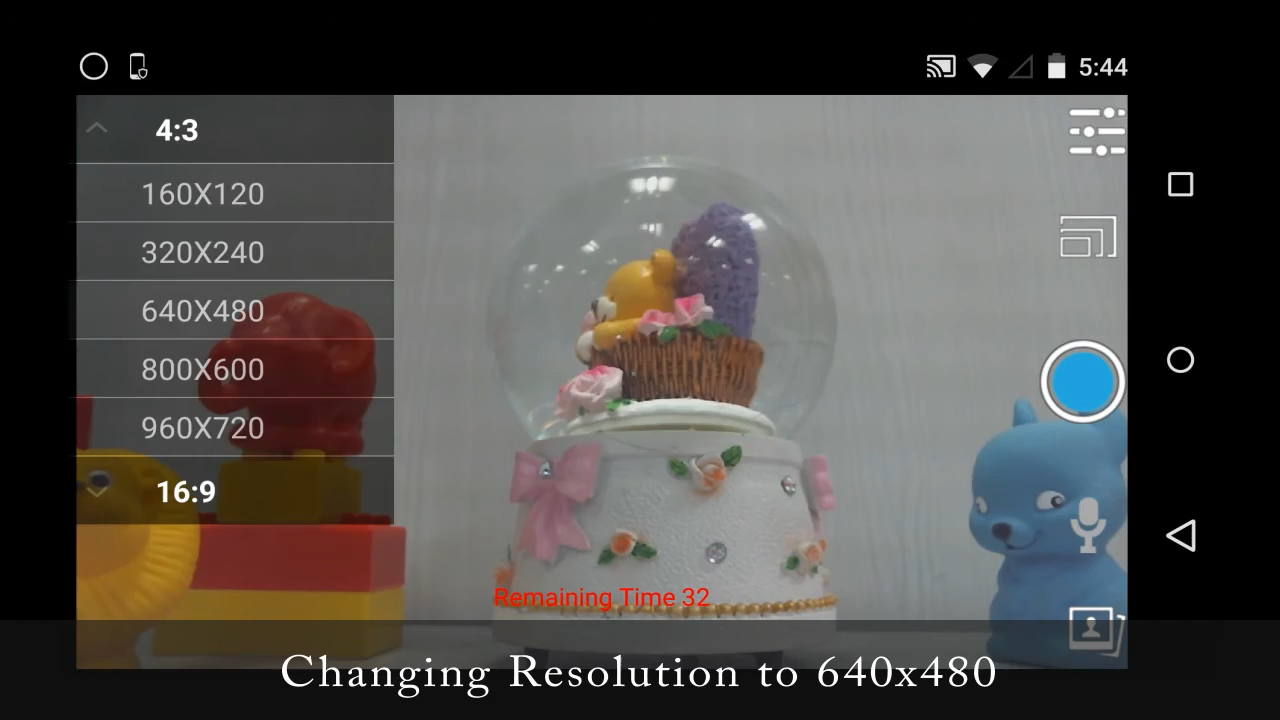 5:44
4:3
160X120
320X240
640X480
800X600
960X720
16:9
Remaining Time 32
Changing Resolution to 640x480